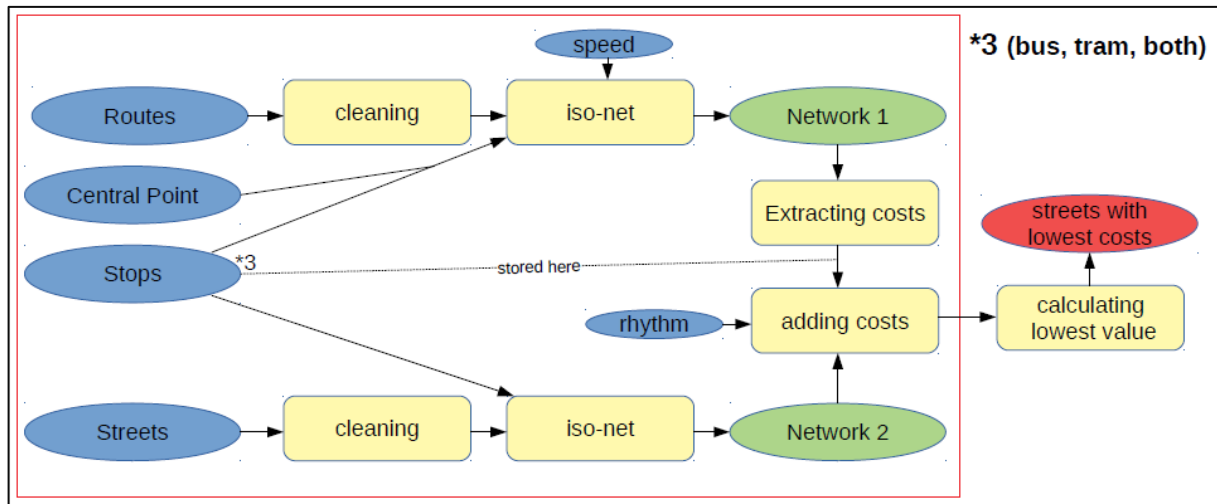 speed
*3 (bus, tram, both)
Routes
cleaning
iso-net
Network 1
Central Point
Extracting costs
streets with
lowest costs
Stops
*3
stored here
rhythm
adding costs
calculating
lowest value
Streets
cleaning
iso-net
Network 2